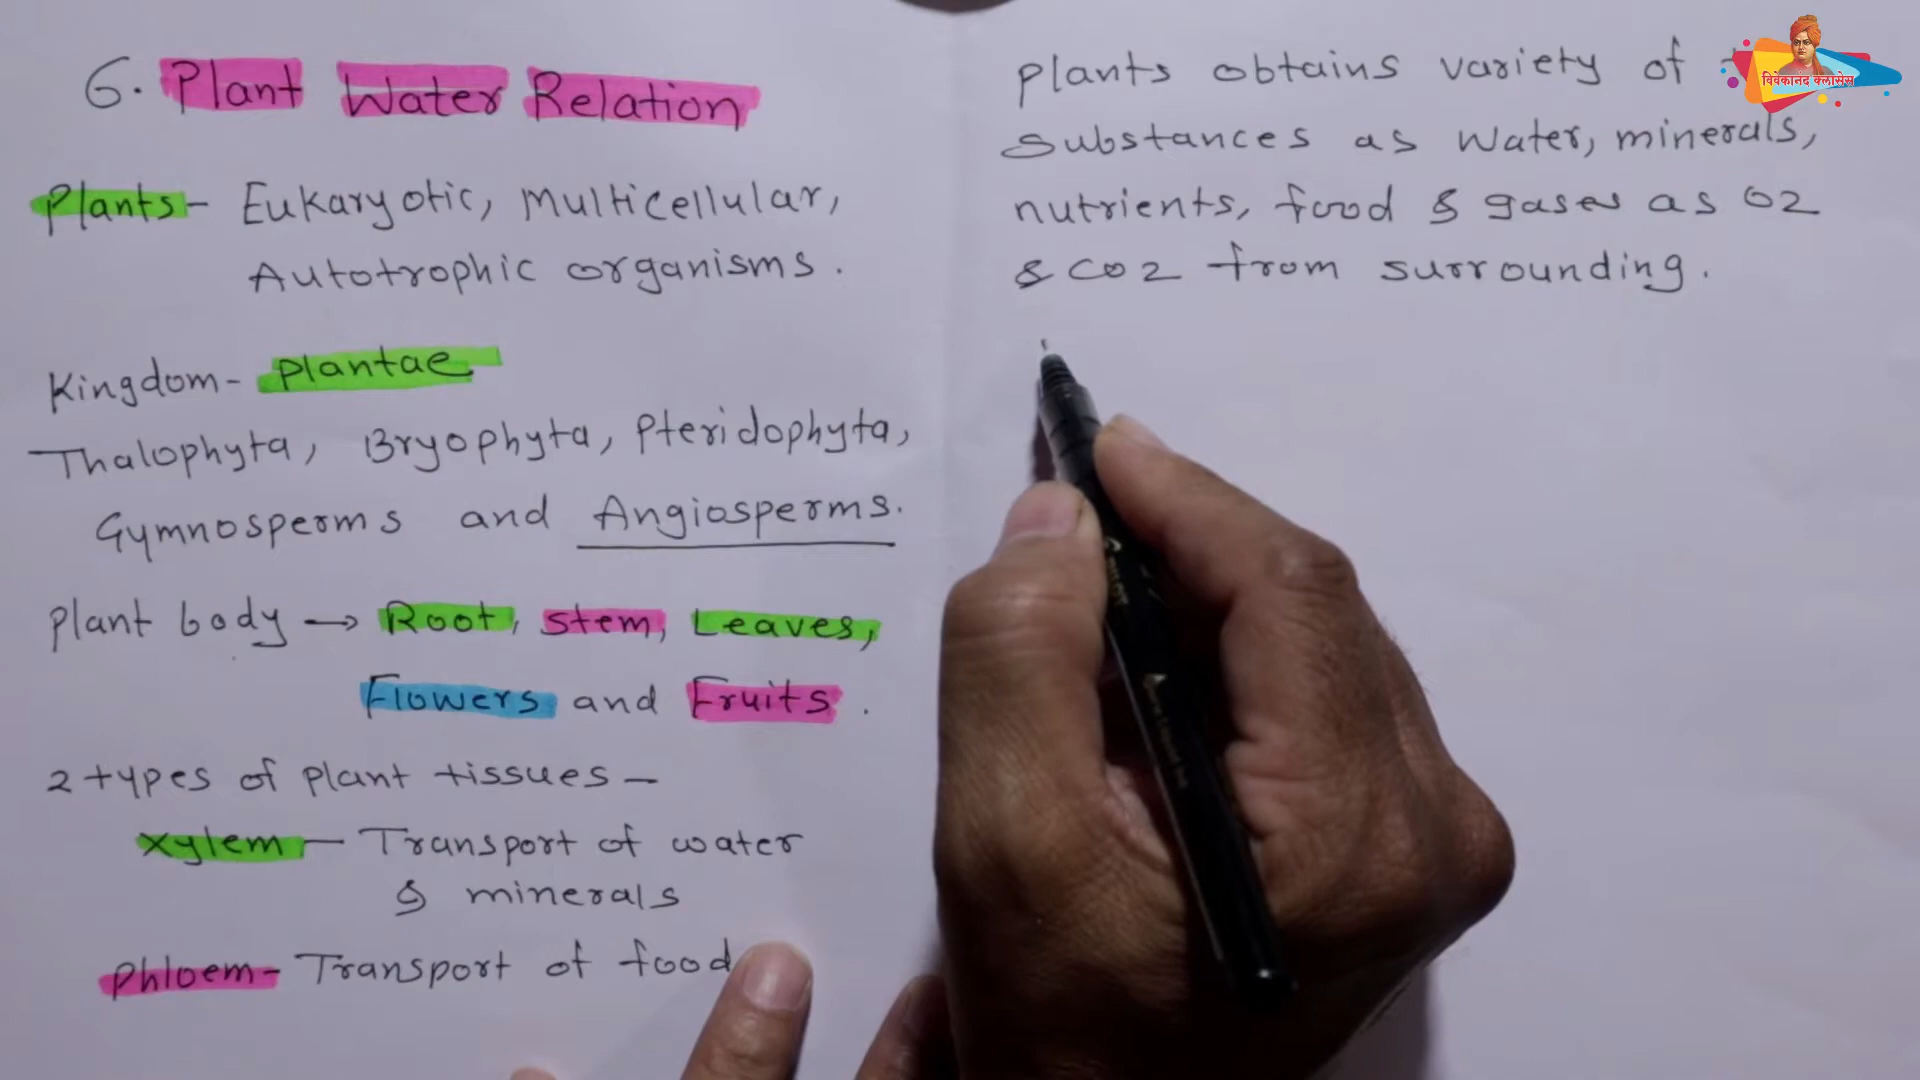 6. Plant Water Relation
Plants - Eukaryotic, Multicellular,
Autotrophic organisms.
Kingdom - Plantae
Thalophyta, Bryophyta, Pteridophyta,
Gymnosperms and Angiosperms.
Plant body → Root, Stem, Leaves,
Flowers and Fruits.
2 types of plant tissues -
Xylem - Transport of water
& minerals
Phloem - Transport of food
Plants obtains variety of
substances as water, minerals,
nutrients, food & gases as O2
& CO2 from surrounding.
विवेकानंद क्लासेस